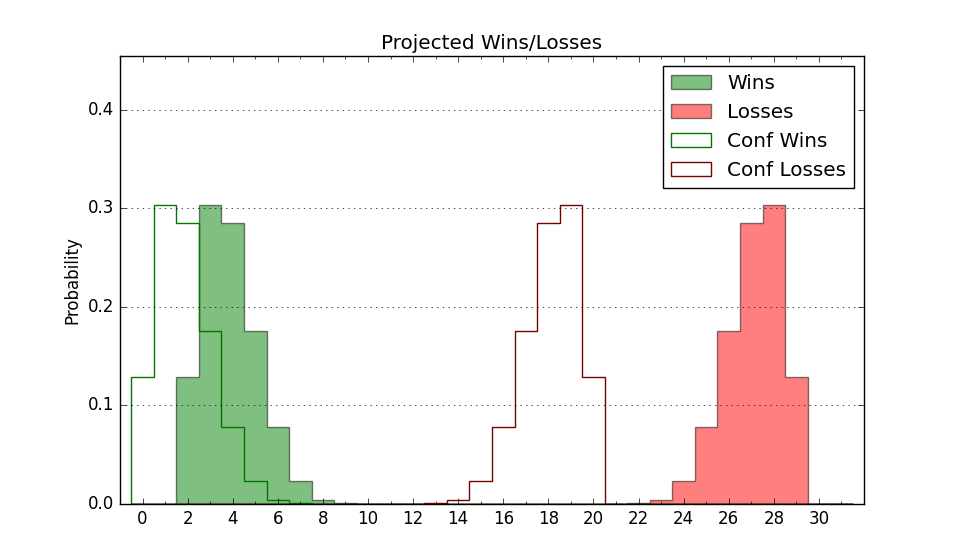 Projected Wins/Losses
Wins
Losses
Conf Wins
Conf Losses
Probability
0.4
0.3
0.2
0.1
0.0
0 2 4 6 8 10 12 14 16 18 20 22 24 26 28 30